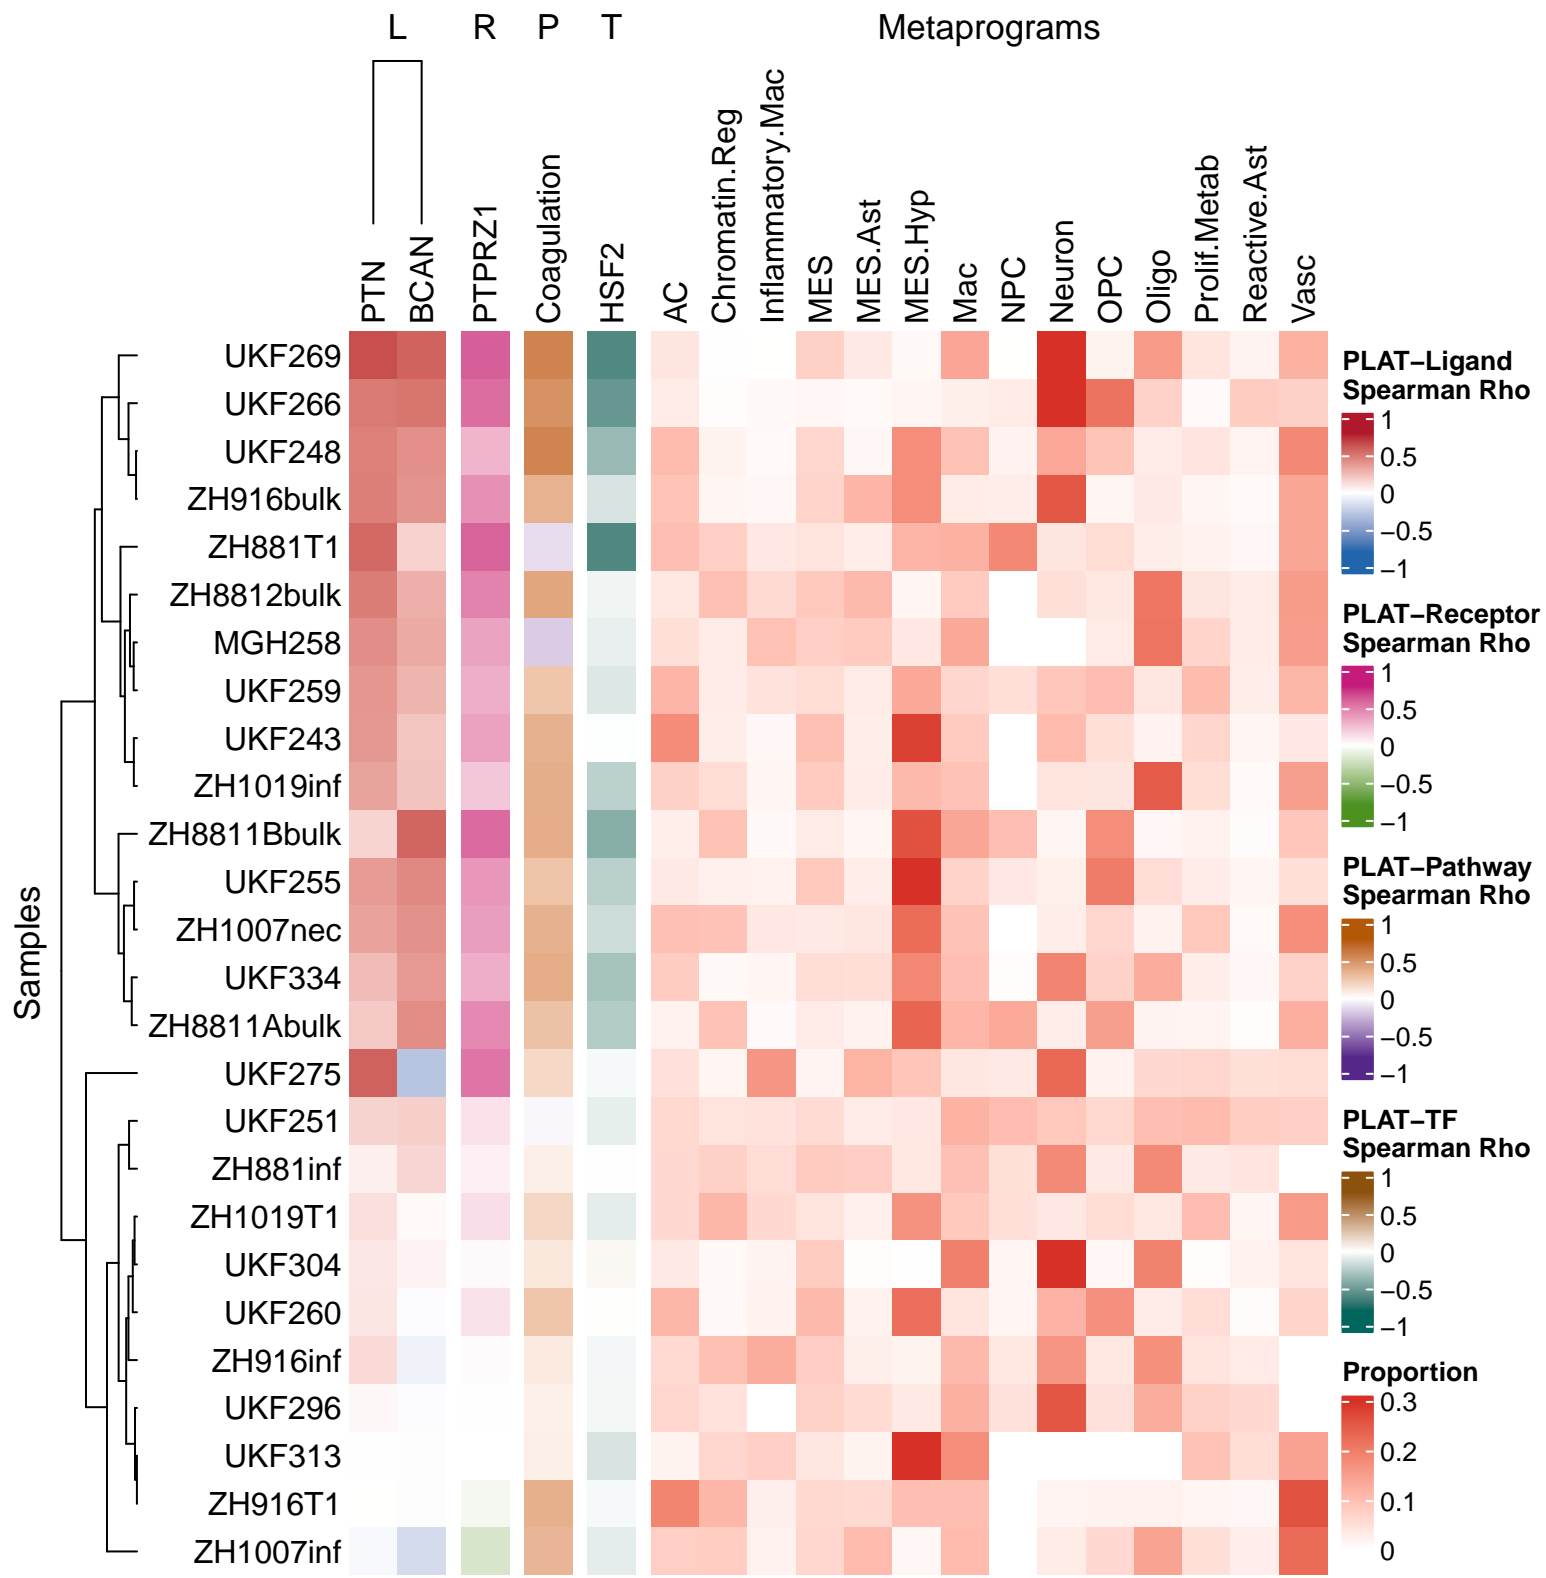 L R P T Metaprograms
PTN BCAN PTPRZ1 Coagulation HSF2 AC Chromatin.Reg Inflammatory.Mac MES MES.Ast MES.Hyp Mac NPC Neuron OPC Oligo Prolif.Metab Reactive.Ast Vasc
Samples
UKF269
UKF266
UKF248
ZH916bulk
ZH881T1
ZH8812bulk
MGH258
UKF259
UKF243
ZH1019inf
ZH8811Bbulk
UKF255
ZH1007nec
UKF334
ZH8811Abulk
UKF275
UKF251
ZH881inf
ZH1019T1
UKF304
UKF260
ZH916inf
UKF296
UKF313
ZH916T1
ZH1007inf
PLAT−Ligand
Spearman Rho
1
0.5
0
−0.5
−1
PLAT−Receptor
Spearman Rho
1
0.5
0
−0.5
−1
PLAT−Pathway
Spearman Rho
1
0.5
0
−0.5
−1
PLAT−TF
Spearman Rho
1
0.5
0
−0.5
−1
Proportion
0.3
0.2
0.1
0